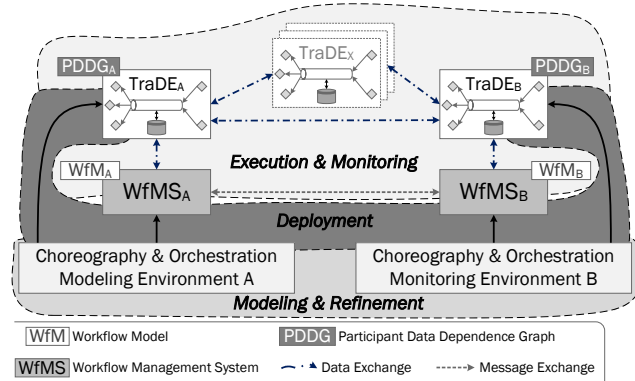 TraDEX
PDDGA
TraDEA
PDDGB
TraDEB
Execution & Monitoring
WfMA
WfMSA
WfMB
WfMSB
Deployment
Choreography & Orchestration
Modeling Environment A
Choreography & Orchestration
Monitoring Environment B
Modeling & Refinement
WfM Workflow Model
PDDG Participant Data Dependence Graph
WfMS Workflow Management System
Data Exchange
Message Exchange